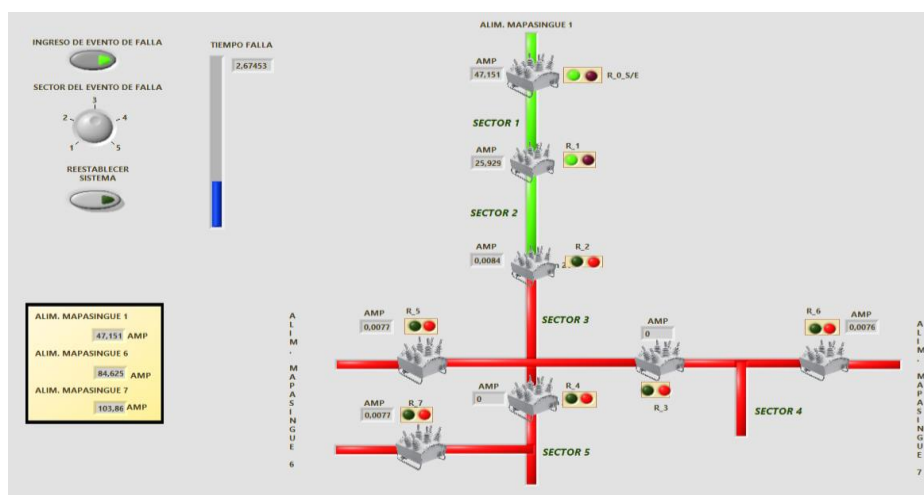 INGRESO DE EVENTO DE FALLA
SECTOR DEL EVENTO DE FALLA
1
2
3
4
5
REESTABLECER
SISTEMA
TIEMPO FALLA
2,67453
ALIM. MAPASINGUE 1
AMP
47,151
R_0_S/E
SECTOR 1
AMP
25,929
R_1
SECTOR 2
AMP
0,0084
R_2
SECTOR 3
AMP
0,0077
R_5
AMP
0
R_3
R_6
AMP
0,0076
SECTOR 4
AMP
0
R_4
AMP
0,0077
R_7
SECTOR 5
ALIM. MAPASINGUE 6
ALIM. MAPASINGUE 7
ALIM. MAPASINGUE 1
47,151 AMP
ALIM. MAPASINGUE 6
84,625 AMP
ALIM. MAPASINGUE 7
103,86 AMP